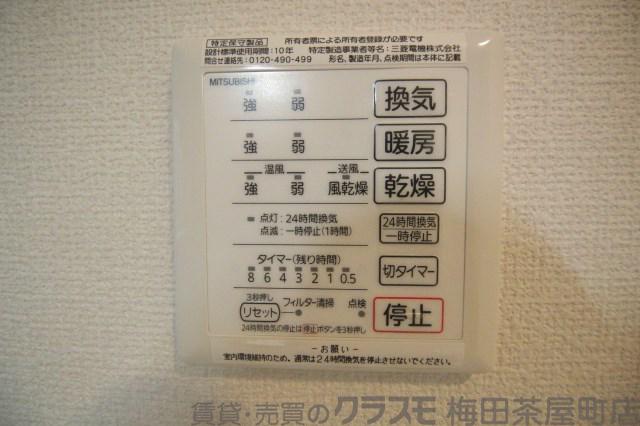 特定保守製品 所有者票による所有者登録が必要です
設計標準使用期間:10年 特定製造事業者等名:三菱電機株式会社
問合せ連絡先:0120-490-499 形名、製造年月、点検期間は本体に記載
MITSUBISHI
強 弱 換気
強 弱 暖房
温風 送風
強 弱 風乾燥 乾燥
点灯:24時間換気
点滅:一時停止(1時間)
24時間換気
一時停止
タイマー(残り時間)
8 6 4 3 2 1 0.5
切タイマー
3秒押し
リセット フィルター清掃 点検
停止
24時間換気の停止は停止ボタンを3秒押し
-お願い-
室内環境維持のため、通常は24時間換気を停止させないでください。
賃貸・売買のクラスモ 梅田茶屋町店